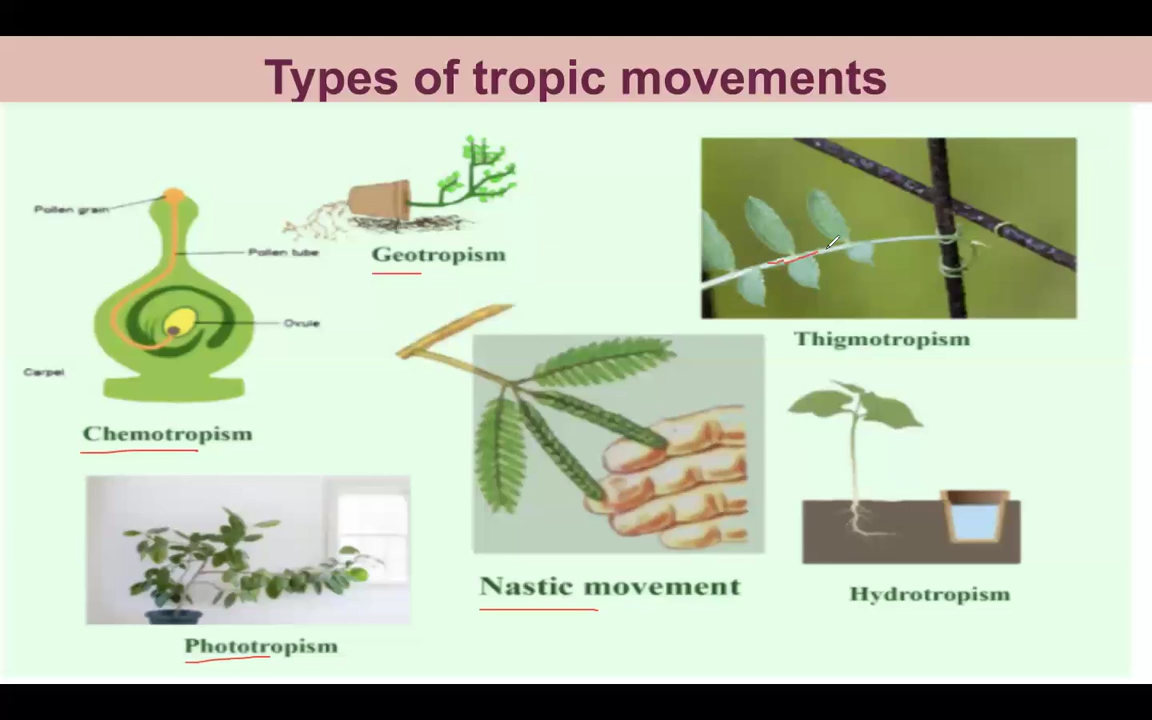 Types of tropic movements
Pollen grain
Pollen tube
Geotropism
Ovule
Carpel
Chemotropism
Thigmotropism
Nastic movement
Hydrotropism
Phototropism